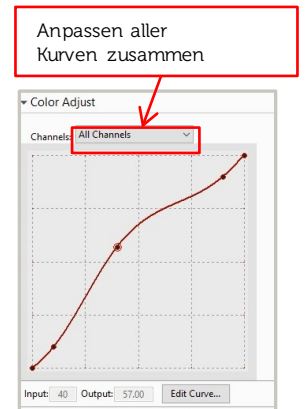 Anpassen aller
Kurven zusammen
Color Adjust
Channels: All Channels
Input: 40 Output: 57.00 Edit Curve...